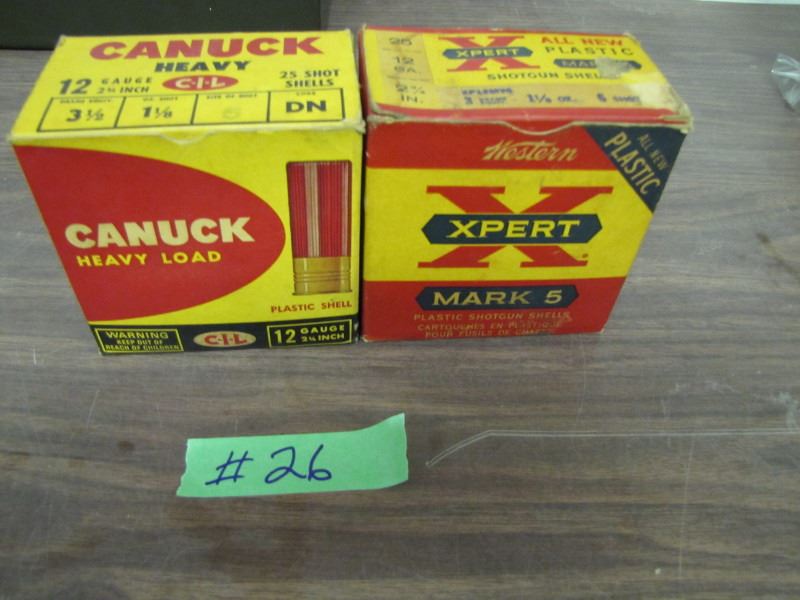 CANUCK
HEAVY
12 GAUGE
2¾ INCH
C-I-L
25 SHOT
SHELLS
3½
1⅛
6
DN
CANUCK
HEAVY LOAD
PLASTIC SHELL
WARNING
KEEP OUT OF
REACH OF CHILDREN
C-I-L
12 GAUGE
2¾ INCH
25
12
GA.
2¾
IN.
X
XPERT
ALL NEW
PLASTIC
MARK
SHOTGUN SHELLS
3
1⅛ OZ.
6 SHOT
Western
ALL NEW
PLASTIC
X
XPERT
MARK 5
PLASTIC SHOTGUN SHELLS
CARTOUCHES EN PLASTIQUE
POUR FUSILS DE CHASSE
#26